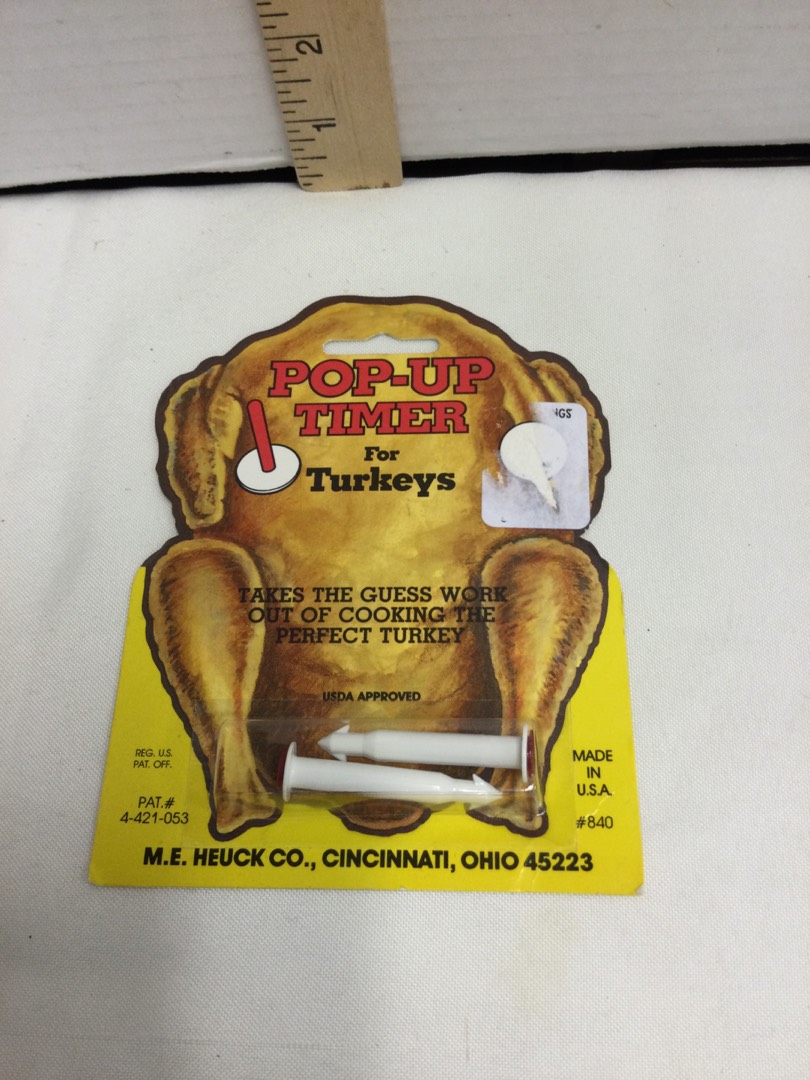 2
1
POP-UP
TIMER
For
Turkeys
TAKES THE GUESS WORK
OUT OF COOKING THE
PERFECT TURKEY
USDA APPROVED
REG. U.S.
PAT. OFF.
PAT.#
4-421-053
MADE
IN
U.S.A.
#840
M.E. HEUCK CO., CINCINNATI, OHIO 45223